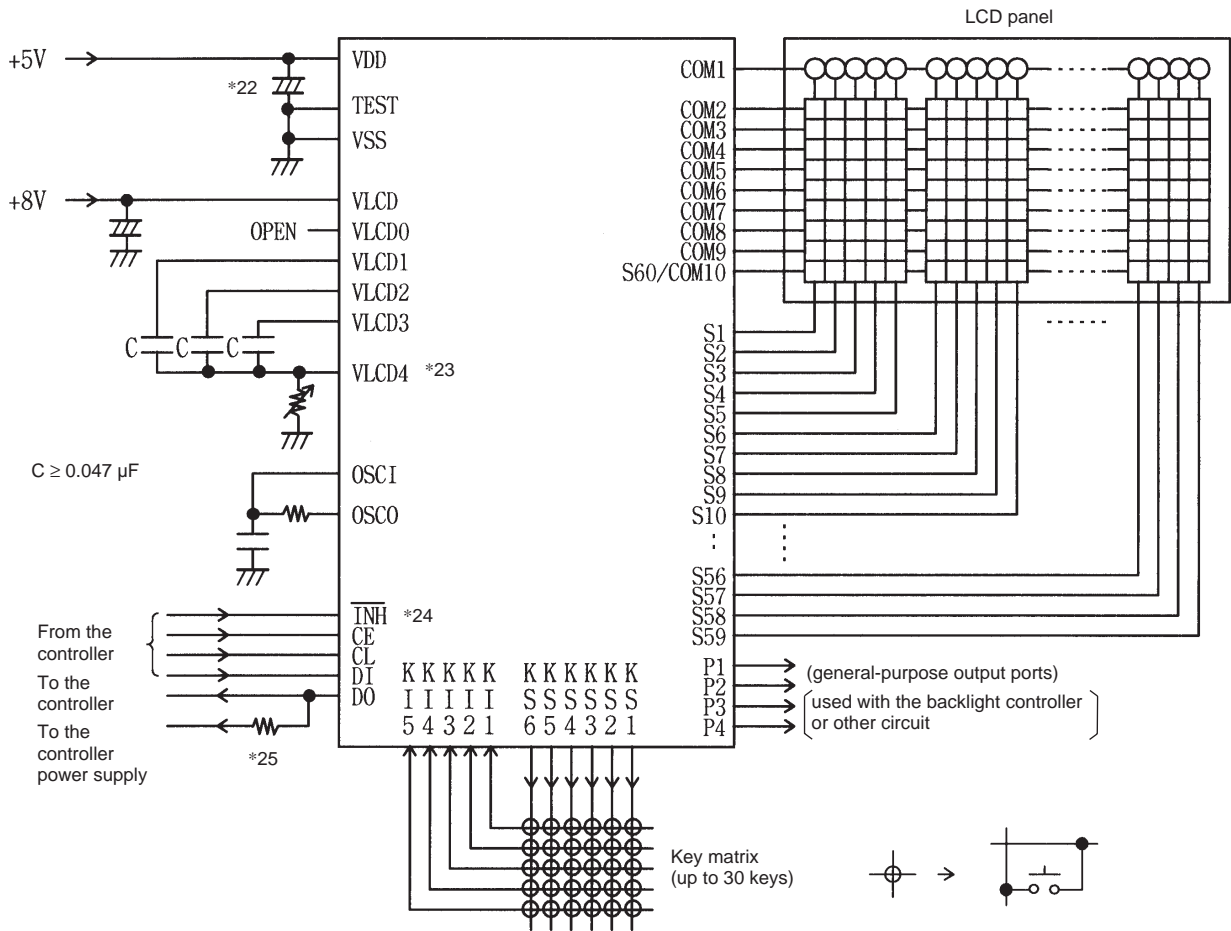 LCD panel
+5V
*22
VDD
TEST
VSS
+8V
VLCD
OPEN
VLCD0
VLCD1
VLCD2
VLCD3
C C C
VLCD4 *23
C ≥ 0.047 µF
OSCI
OSCO
From the
controller
INH *24
CE
CL
DI
To the
controller
DO
To the
controller
power supply
*25
COM1
COM2
COM3
COM4
COM5
COM6
COM7
COM8
COM9
S60/COM10
S1
S2
S3
S4
S5
S6
S7
S8
S9
S10
S56
S57
S58
S59
P1
P2
P3
P4
(general-purpose output ports)
used with the backlight controller
or other circuit
K K K K K K K K K K K
I I I I I S S S S S S
5 4 3 2 1 6 5 4 3 2 1
Key matrix
(up to 30 keys)